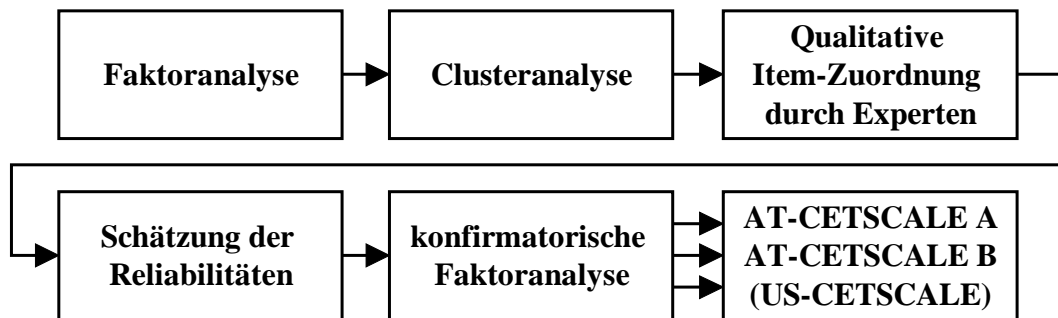 Faktoranalyse
Clusteranalyse
Qualitative
Item-Zuordnung
durch Experten
Schätzung der
Reliabilitäten
konfirmatorische
Faktoranalyse
AT-CETSCALE A
AT-CETSCALE B
(US-CETSCALE)